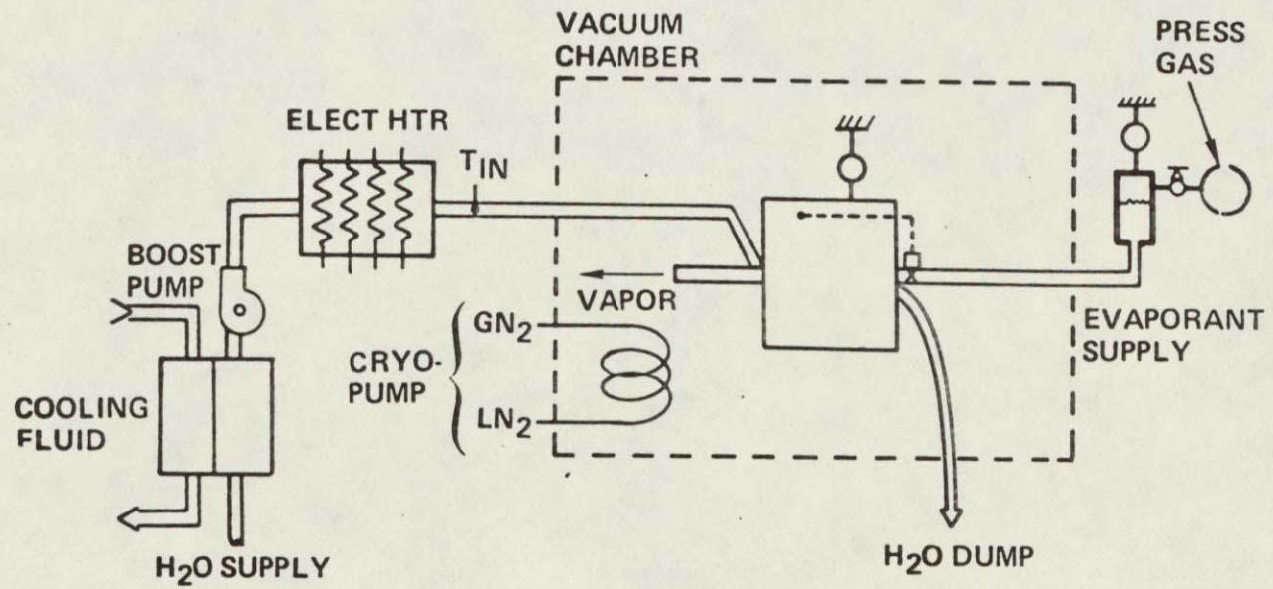 VACUUM
CHAMBER
PRESS
GAS
ELECT HTR
TIN
BOOST
PUMP
VAPOR
GN2
CRYO-
PUMP
LN2
EVAPORANT
SUPPLY
COOLING
FLUID
H2O SUPPLY
H2O DUMP